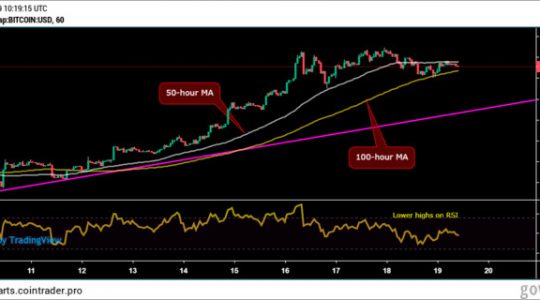 10:19:15 UTC
ap:BITCOIN:USD, 60
50-hour MA
100-hour MA
Lower highs on RSI
by TradingView
11 12 13 14 15 16 17 18 19 20
arts.cointrader.pro